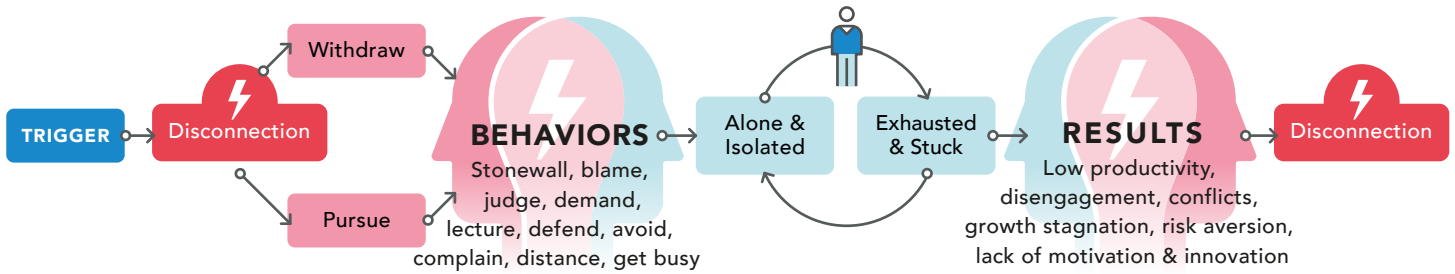 TRIGGER
Disconnection
Withdraw
Pursue
BEHAVIORS
Stonewall, blame,
judge, demand,
lecture, defend, avoid,
complain, distance, get busy
Alone &
Isolated
Exhausted
& Stuck
RESULTS
Low productivity,
disengagement, conflicts,
growth stagnation, risk aversion,
lack of motivation & innovation
Disconnection